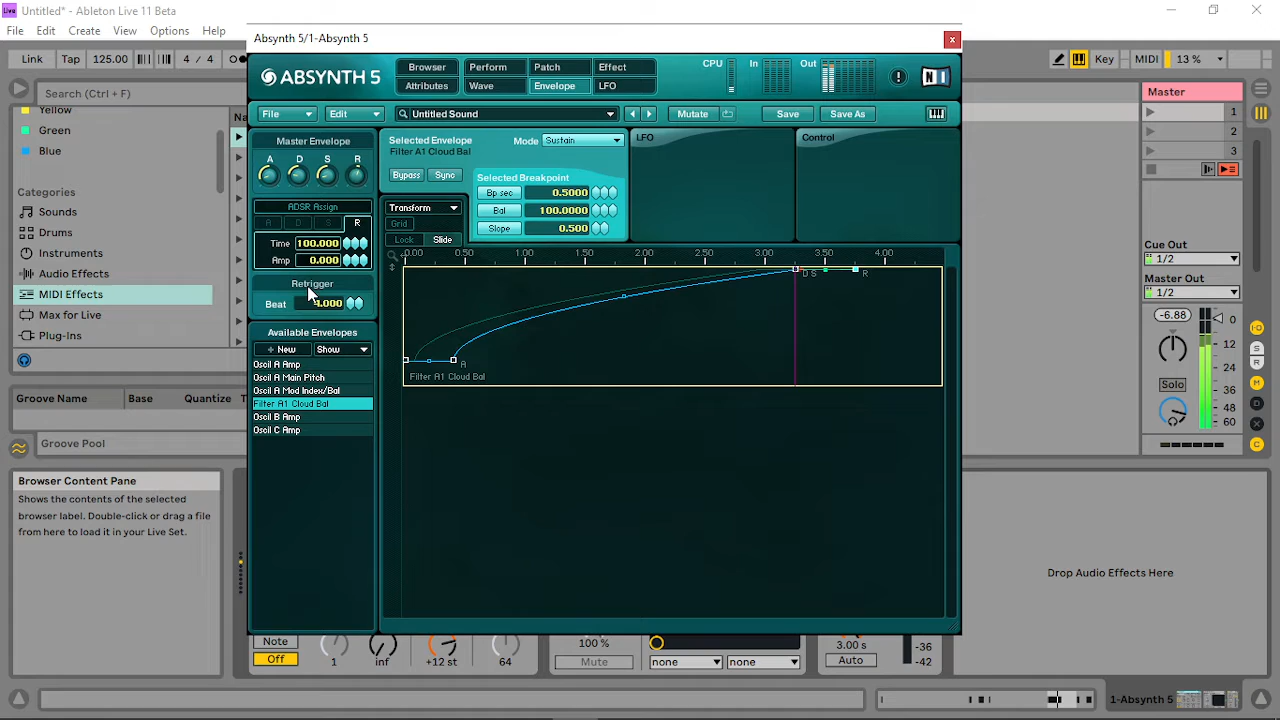 Live Untitled* - Ableton Live 11 Beta
File Edit Create View Options Help
Link Tap 125.00 4 / 4 Key MIDI 13 %
Search (Ctrl + F)
Yellow
Green
Blue
Categories
Sounds
Drums
Instruments
Audio Effects
MIDI Effects
Max for Live
Plug-Ins
Name
Groove Name Base Quantize
Groove Pool
Browser Content Pane
Shows the contents of the selected
browser label. Double-click or drag a file
from here to load it in your Live Set.
Absynth 5/1-Absynth 5
ABSYNTH 5
Browser Perform Patch Effect
Attributes Wave Envelope LFO
CPU In Out
File Edit Untitled Sound Mutate Save Save As
Master Envelope
A D S R
ADSR Assign
A D S R
Time 100.000
Amp 0.000
Retrigger
Beat 4.000
Available Envelopes
+ New Show
Oscil A Amp
Oscil A Main Pitch
Oscil A Mod Index/Bal
Filter A1 Cloud Bal
Oscil B Amp
Oscil C Amp
Selected Envelope Mode Sustain
Filter A1 Cloud Bal
Bypass Sync
Selected Breakpoint
Bp sec 0.5000
Bal 100.0000
Slope 0.500
Transform
Grid
Lock Slide
LFO
Control
0.00 0.50 1.00 1.50 2.00 2.50 3.00 3.50 4.00
D S R
A
Filter A1 Cloud Bal
Master
1
2
3
Cue Out
1/2
Master Out
1/2
-6.88
0
12
24
36
48
60
Solo
S
R
M
D
X
C
Drop Audio Effects Here
Note
Off
1 inf +12 st 64
100 %
Mute
none none
3.00 s
Auto
-36
-42
1-Absynth 5